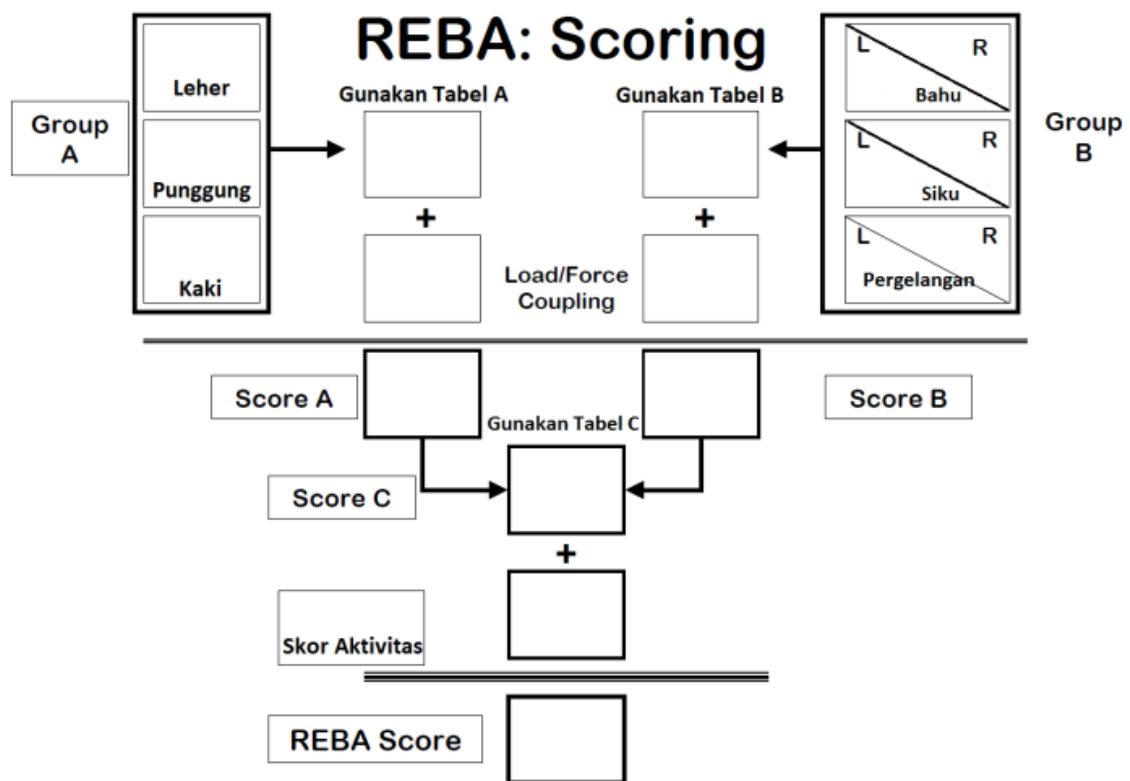 REBA: Scoring
Group
A
Leher
Punggung
Kaki
Gunakan Tabel A
+
Gunakan Tabel B
+
Load/Force
Coupling
L R
Bahu
L R
Siku
L R
Pergelangan
Group
B
Score A
Score B
Gunakan Tabel C
Score C
+
Skor Aktivitas
REBA Score